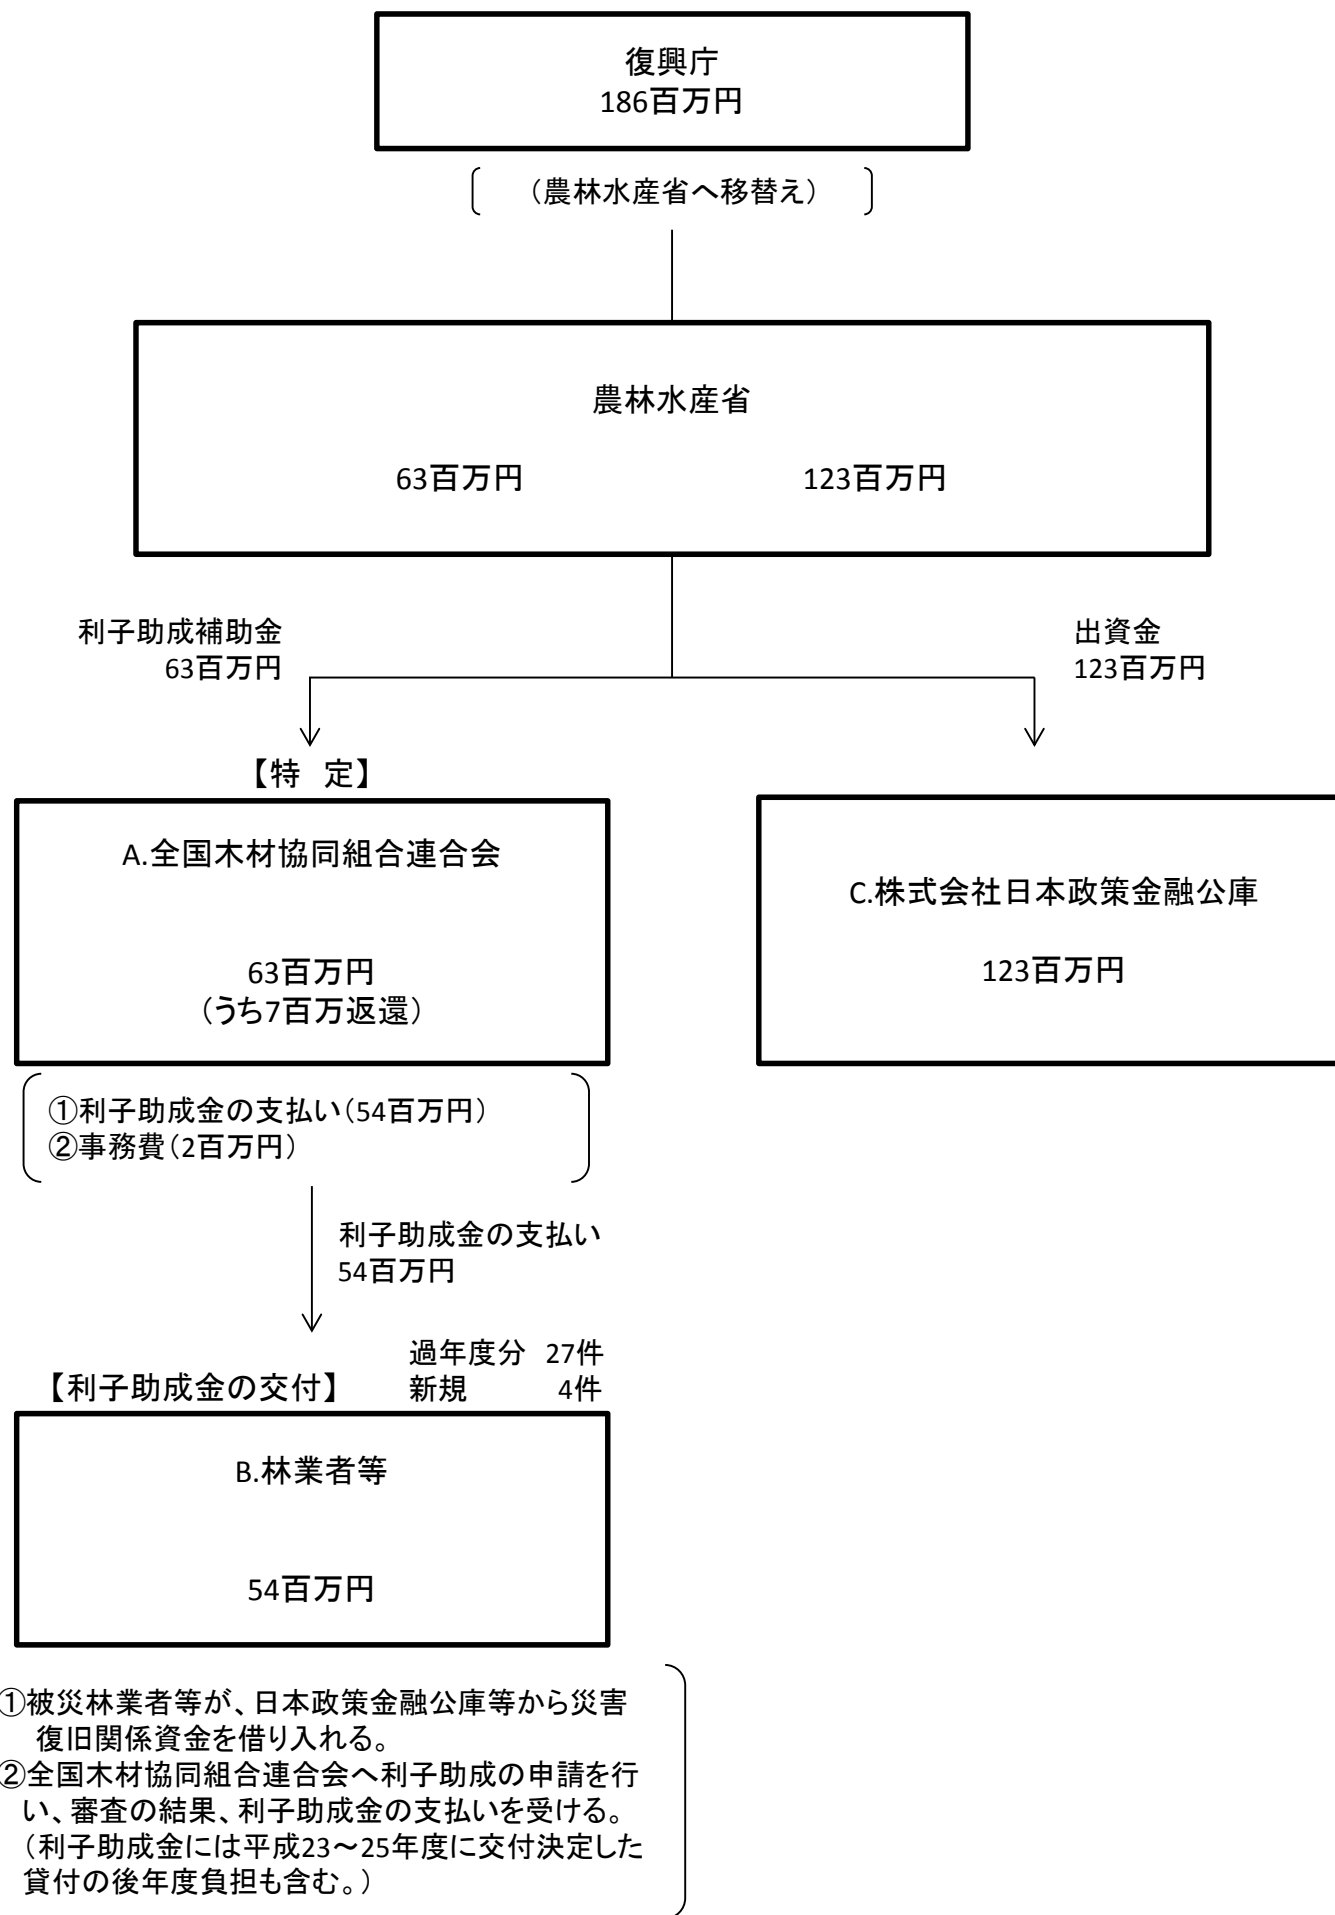 復興庁
186百万円
（農林水産省へ移替え）
農林水産省
63百万円 123百万円
利子助成補助金
63百万円
出資金
123百万円
【特　定】
A.全国木材協同組合連合会
63百万円
（うち7百万返還）
C.株式会社日本政策金融公庫
123百万円
①利子助成金の支払い（54百万円）
②事務費（2百万円）
利子助成金の支払い
54百万円
過年度分 27件
新規 4件
【利子助成金の交付】
B.林業者等
54百万円
①被災林業者等が、日本政策金融公庫等から災害
復旧関係資金を借り入れる。
②全国木材協同組合連合会へ利子助成の申請を行
い、審査の結果、利子助成金の支払いを受ける。
（利子助成金には平成23～25年度に交付決定した
貸付の後年度負担も含む。）